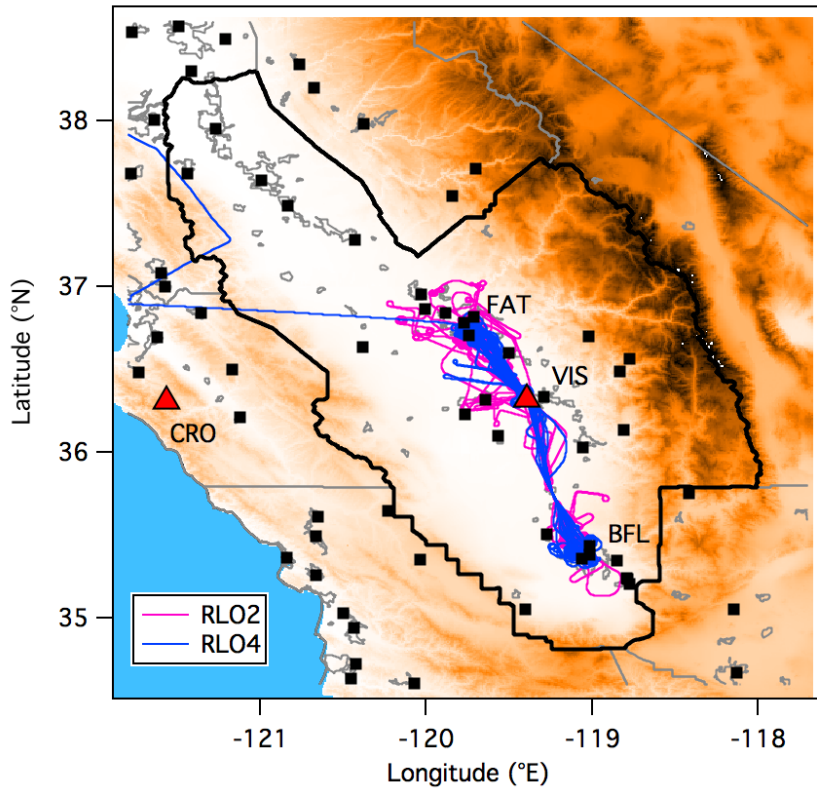 38
37
36
35
Latitude (°N)
FAT
VIS
CRO
BFL
RLO2
RLO4
-121
-120
-119
-118
Longitude (°E)